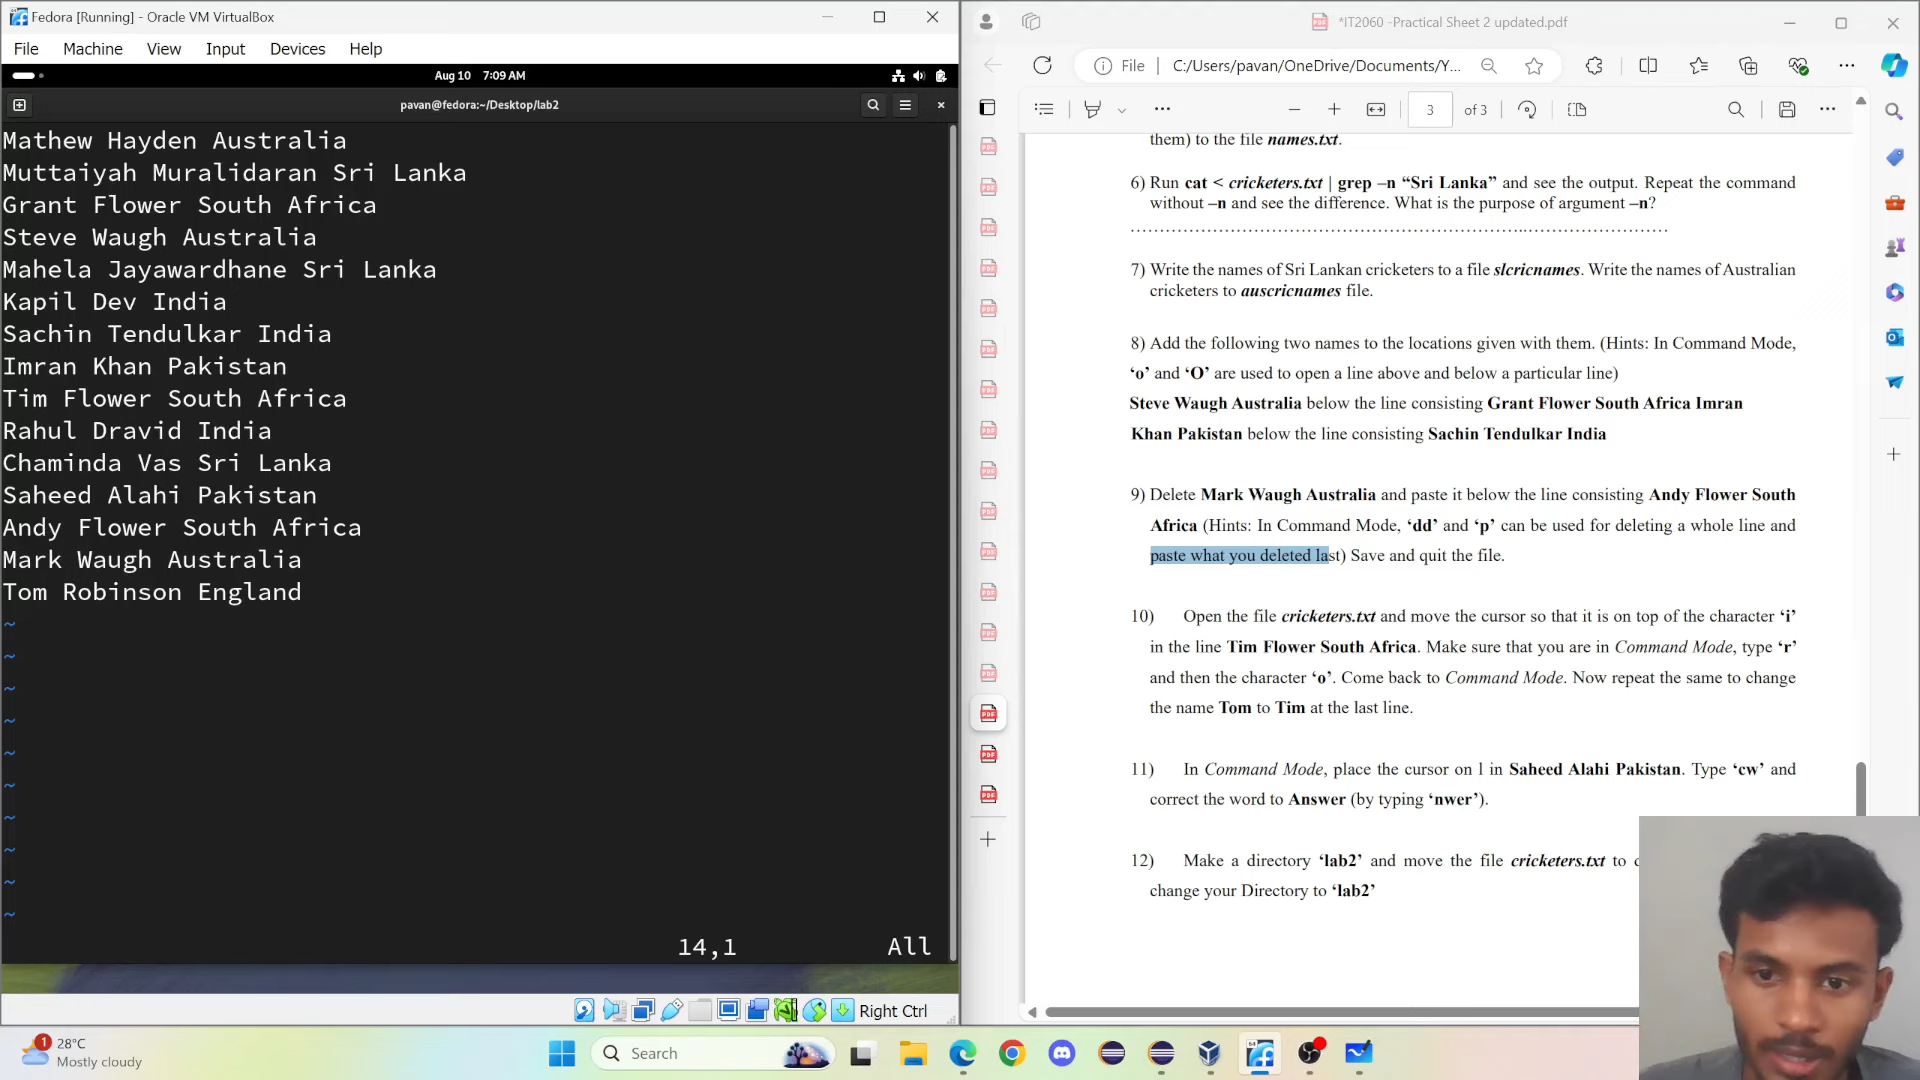 Fedora [Running] - Oracle VM VirtualBox
File Machine View Input Devices Help
Aug 10 7:09 AM
pavan@fedora:~/Desktop/lab2
Mathew Hayden Australia
Muttaiyah Muralidaran Sri Lanka
Grant Flower South Africa
Steve Waugh Australia
Mahela Jayawardhane Sri Lanka
Kapil Dev India
Sachin Tendulkar India
Imran Khan Pakistan
Tim Flower South Africa
Rahul Dravid India
Chaminda Vas Sri Lanka
Saheed Alahi Pakistan
Andy Flower South Africa
Mark Waugh Australia
Tom Robinson England
~
~
~
~
~
~
~
~
~
~
14,1 All
Right Ctrl
*IT2060 -Practical Sheet 2 updated.pdf
File C:/Users/pavan/OneDrive/Documents/Y...
3 of 3
them) to the file names.txt.
6) Run cat < cricketers.txt | grep –n “Sri Lanka” and see the output. Repeat the command
without –n and see the difference. What is the purpose of argument –n?
7) Write the names of Sri Lankan cricketers to a file slcricnames. Write the names of Australian
cricketers to auscricnames file.
8) Add the following two names to the locations given with them. (Hints: In Command Mode,
‘o’ and ‘O’ are used to open a line above and below a particular line)
Steve Waugh Australia below the line consisting Grant Flower South Africa Imran
Khan Pakistan below the line consisting Sachin Tendulkar India
9) Delete Mark Waugh Australia and paste it below the line consisting Andy Flower South
Africa (Hints: In Command Mode, ‘dd’ and ‘p’ can be used for deleting a whole line and
paste what you deleted last) Save and quit the file.
10) Open the file cricketers.txt and move the cursor so that it is on top of the character ‘i’
in the line Tim Flower South Africa. Make sure that you are in Command Mode, type ‘r’
and then the character ‘o’. Come back to Command Mode. Now repeat the same to change
the name Tom to Tim at the last line.
11) In Command Mode, place the cursor on l in Saheed Alahi Pakistan. Type ‘cw’ and
correct the word to Answer (by typing ‘nwer’).
12) Make a directory ‘lab2’ and move the file cricketers.txt to
change your Directory to ‘lab2’
1
28°C
Mostly cloudy
Search